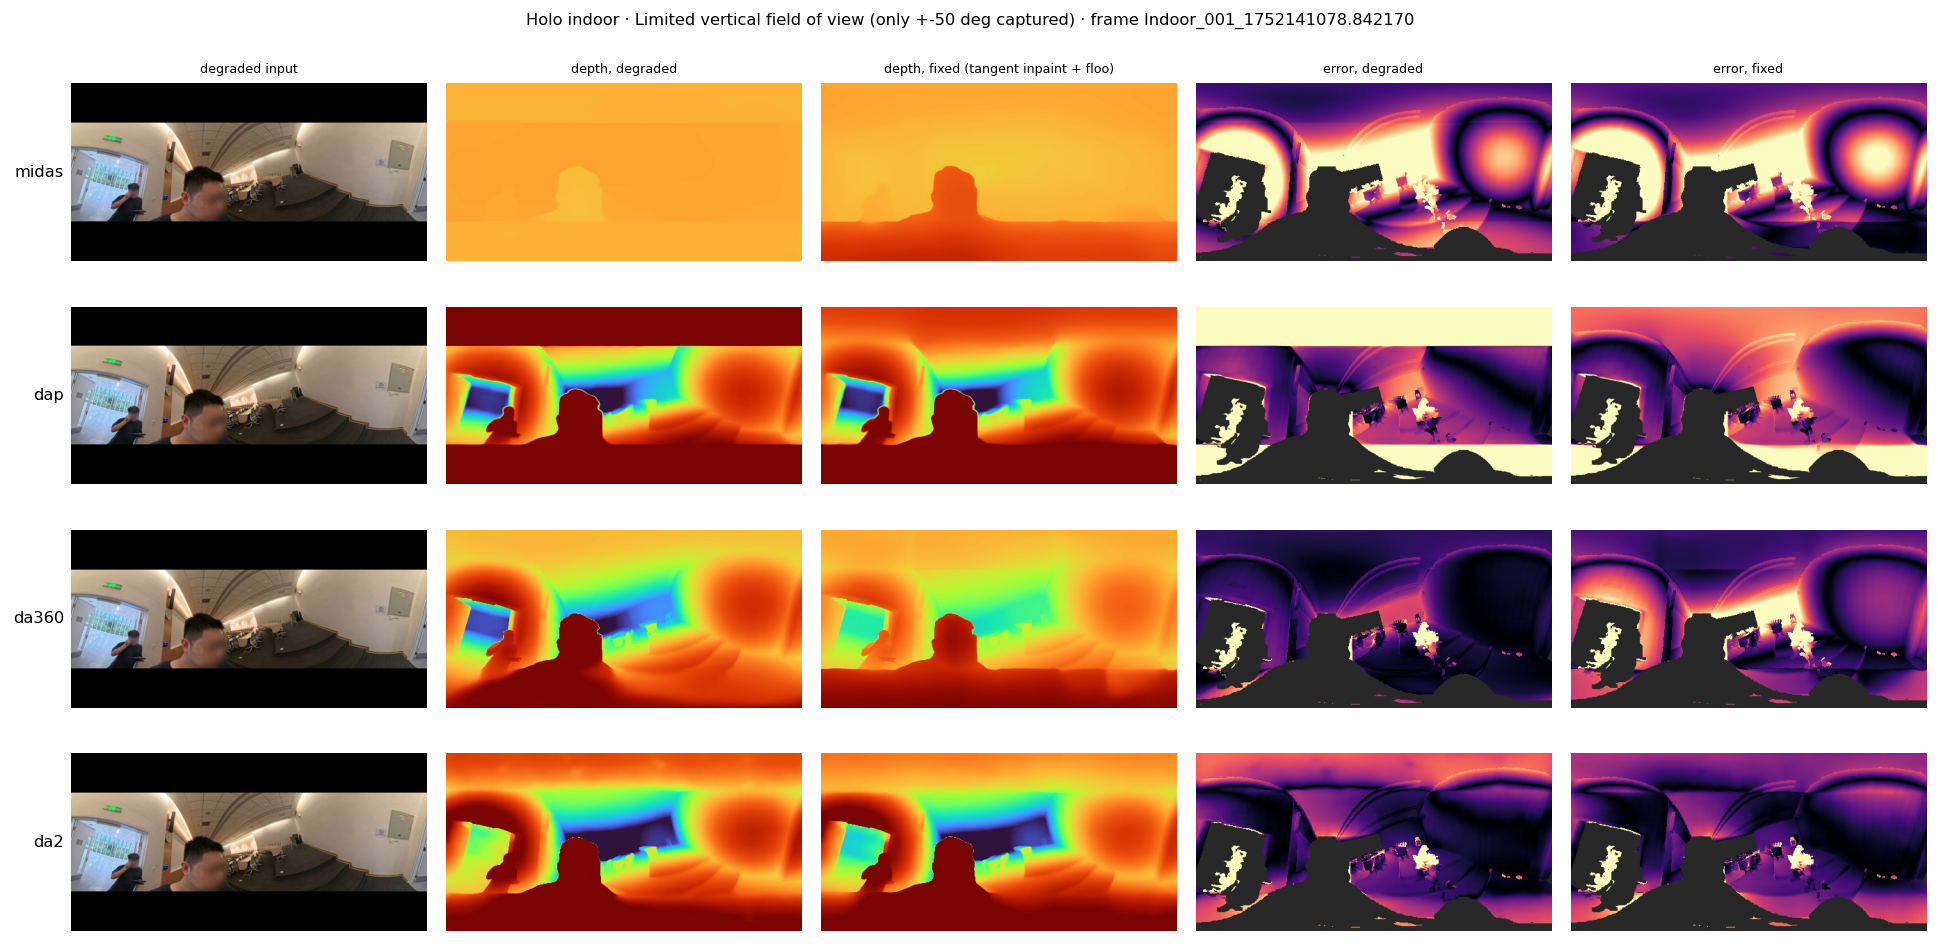 Holo indoor · Limited vertical field of view (only +-50 deg captured) · frame Indoor_001_1752141078.842170
degraded input
depth, degraded
depth, fixed (tangent inpaint + floo)
error, degraded
error, fixed
midas
dap
da360
da2